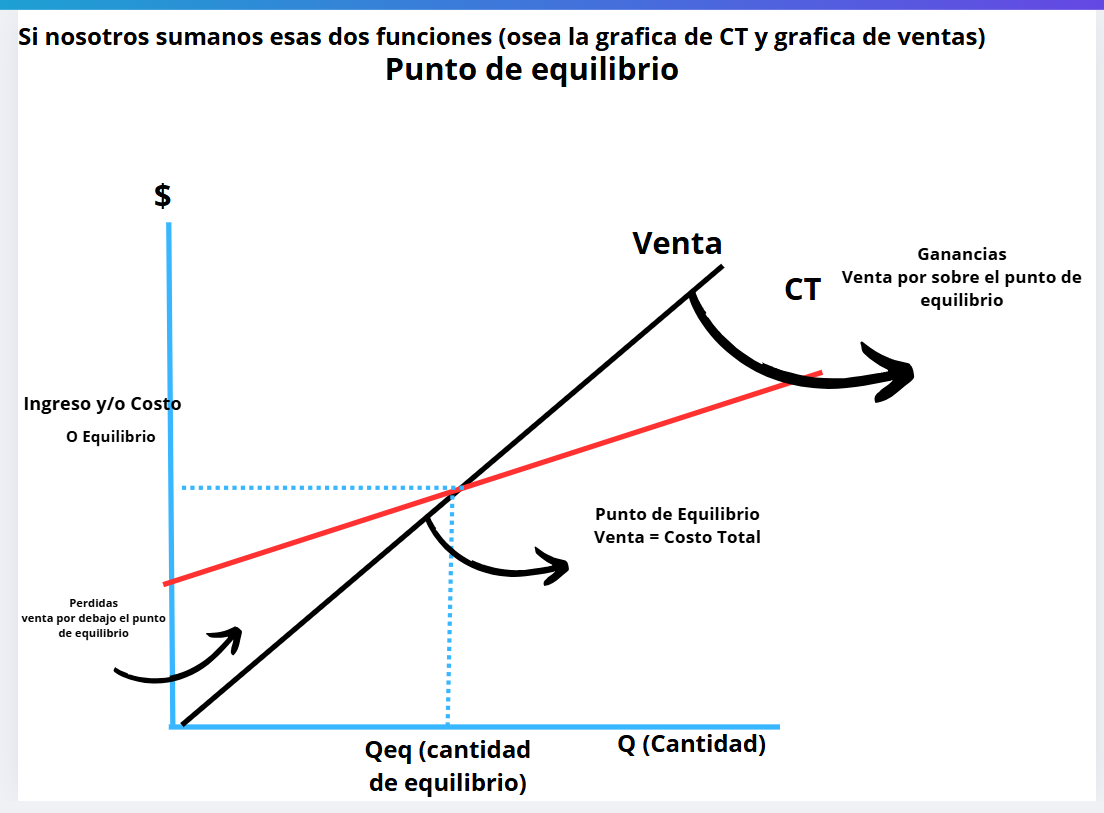 Si nosotros sumanos esas dos funciones (osea la grafica de CT y grafica de ventas)
Punto de equilibrio
$
Venta
CT
Ganancias
Venta por sobre el punto de
equilibrio
Ingreso y/o Costo
O Equilibrio
Punto de Equilibrio
Venta = Costo Total
Perdidas
venta por debajo el punto
de equilibrio
Qeq (cantidad
de equilibrio)
Q (Cantidad)